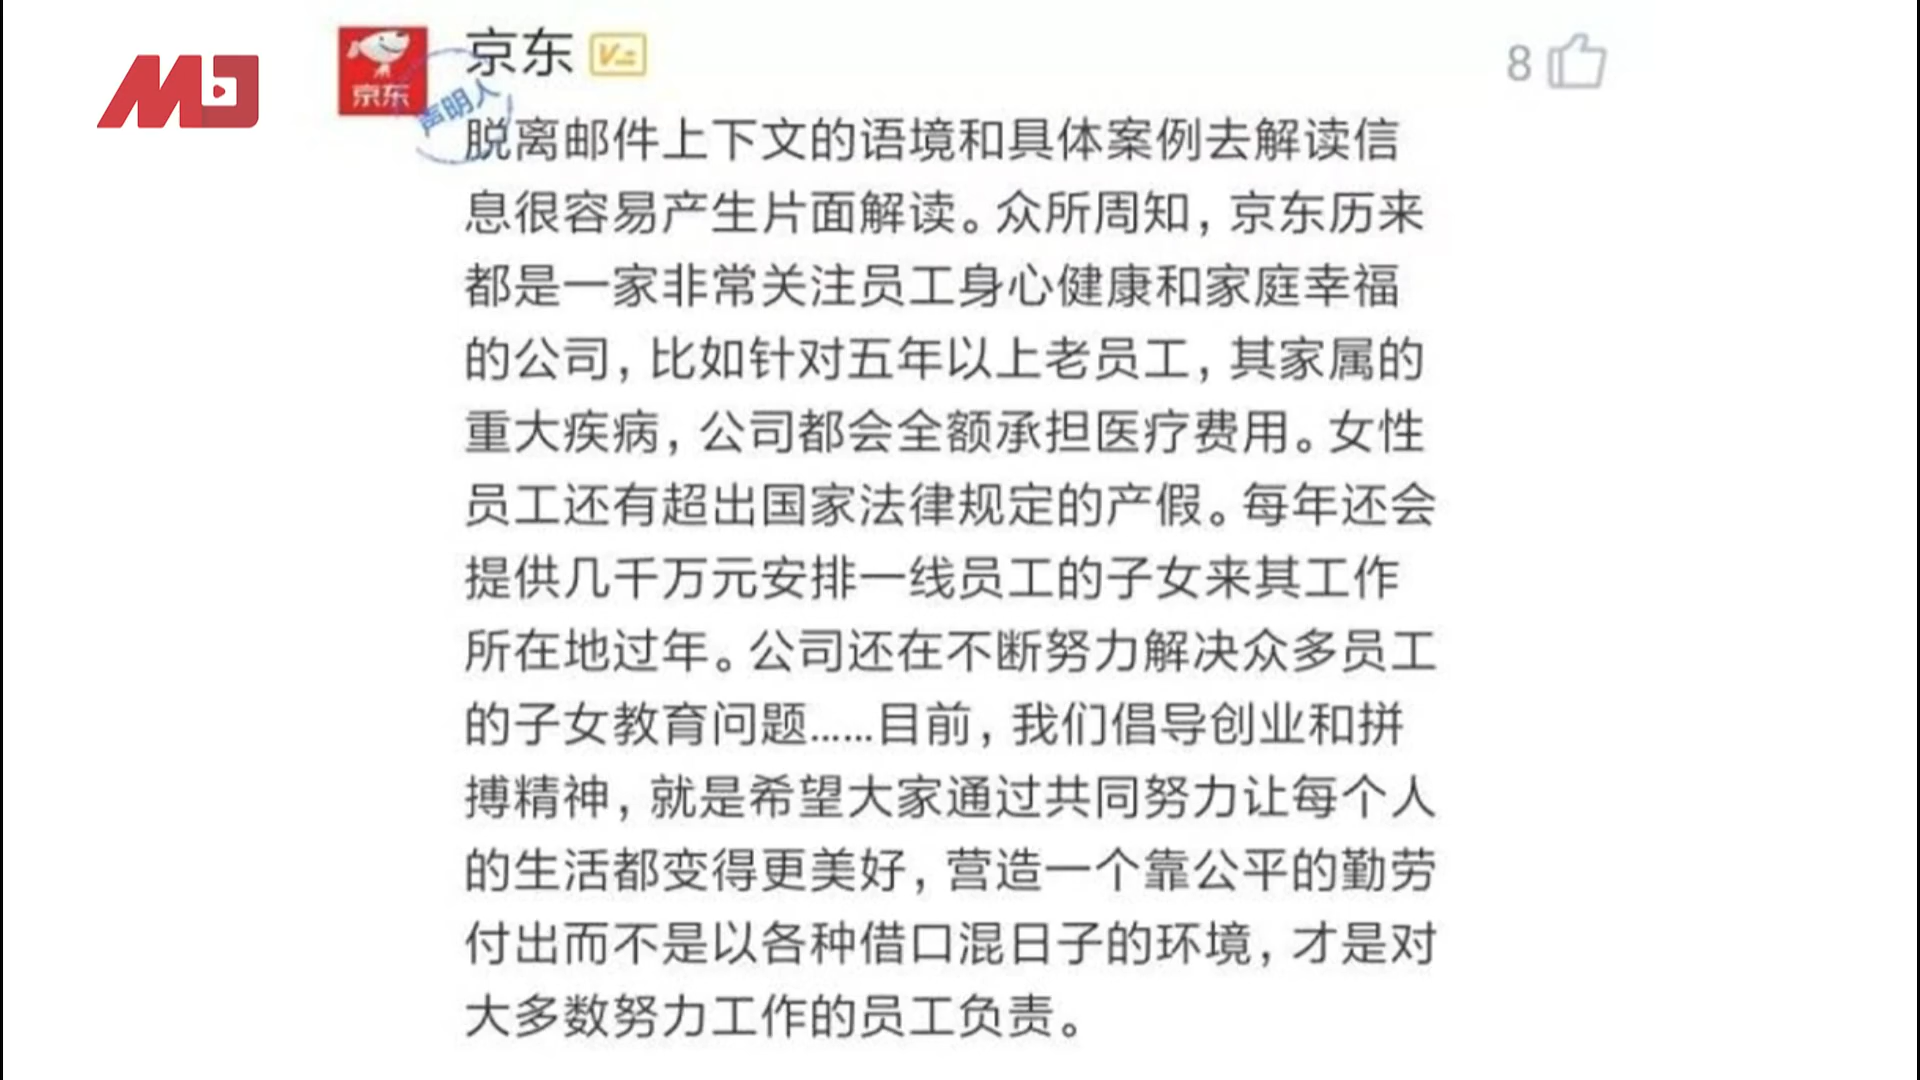 MJ
京东
京东
声明人
8
脱离邮件上下文的语境和具体案例去解读信
息很容易产生片面解读。众所周知，京东历来
都是一家非常关注员工身心健康和家庭幸福
的公司，比如针对五年以上老员工，其家属的
重大疾病，公司都会全额承担医疗费用。女性
员工还有超出国家法律规定的产假。每年还会
提供几千万元安排一线员工的子女来其工作
所在地过年。公司还在不断努力解决众多员工
的子女教育问题……目前，我们倡导创业和拼
搏精神，就是希望大家通过共同努力让每个人
的生活都变得更美好，营造一个靠公平的勤劳
付出而不是以各种借口混日子的环境，才是对
大多数努力工作的员工负责。